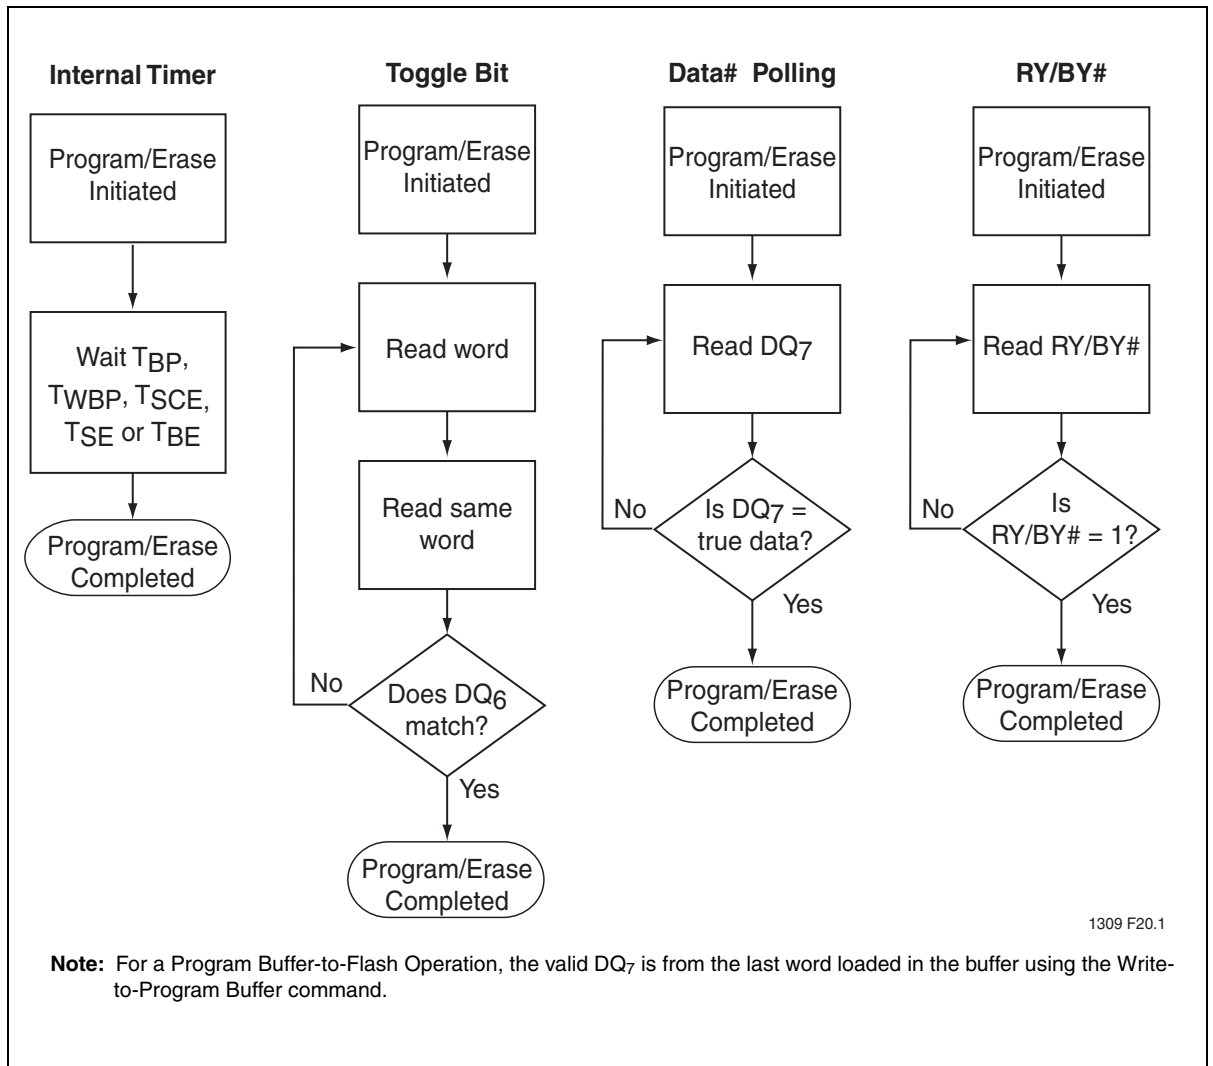 Internal Timer
Program/Erase
Initiated
Wait TBP,
TWBP, TSCE,
TSE or TBE
Program/Erase
Completed
Toggle Bit
Program/Erase
Initiated
Read word
Read same
word
Does DQ6
match?
No
Yes
Program/Erase
Completed
Data# Polling
Program/Erase
Initiated
Read DQ7
Is DQ7 =
true data?
No
Yes
Program/Erase
Completed
RY/BY#
Program/Erase
Initiated
Read RY/BY#
Is
RY/BY# = 1?
No
Yes
Program/Erase
Completed
1309 F20.1
Note: For a Program Buffer-to-Flash Operation, the valid DQ7 is from the last word loaded in the buffer using the Write-
to-Program Buffer command.